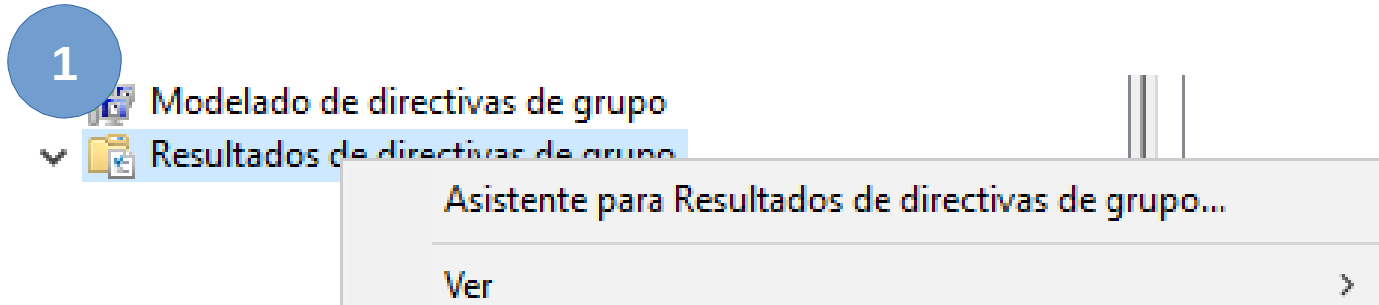 1
Modelado de directivas de grupo
Resultados de directivas de grupo
Asistente para Resultados de directivas de grupo...
Ver